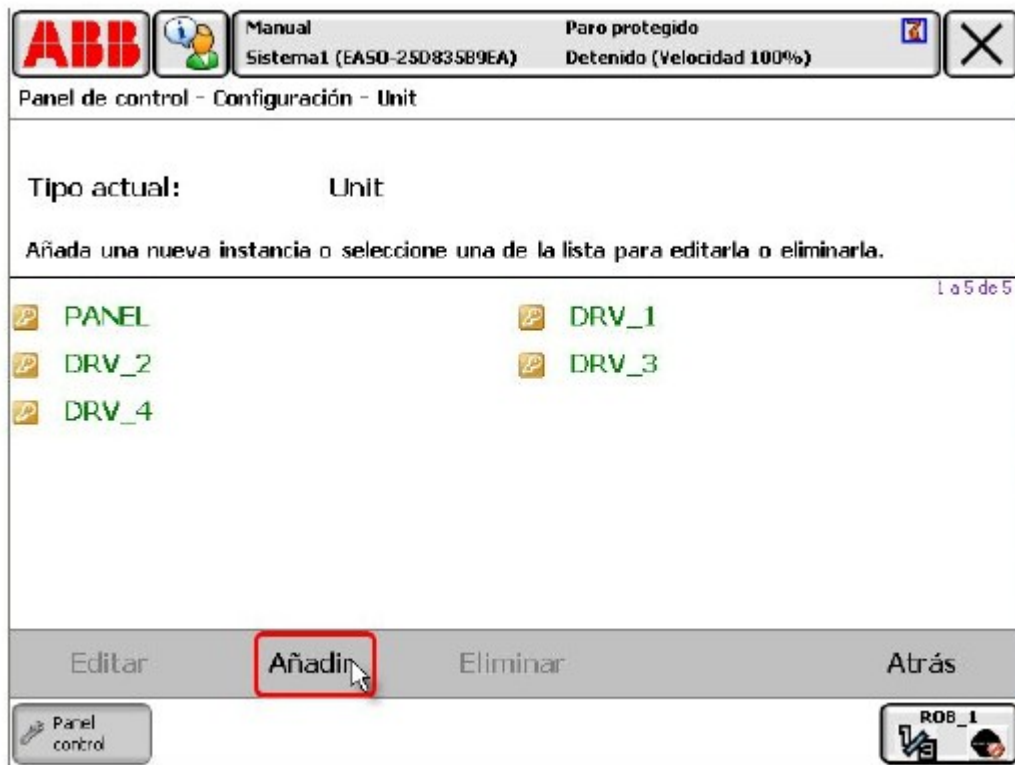 ABB
Manual
Paro protegido
Sistema1 (EASO-25D835B9EA)
Detenido (Velocidad 100%)
Panel de control - Configuración - Unit
Tipo actual: Unit
Añada una nueva instancia o seleccione una de la lista para editarla o eliminarla.
1 a 5 de 5
PANEL
DRV_1
DRV_2
DRV_3
DRV_4
Editar
Añadir
Eliminar
Atrás
Panel
control
ROB_1